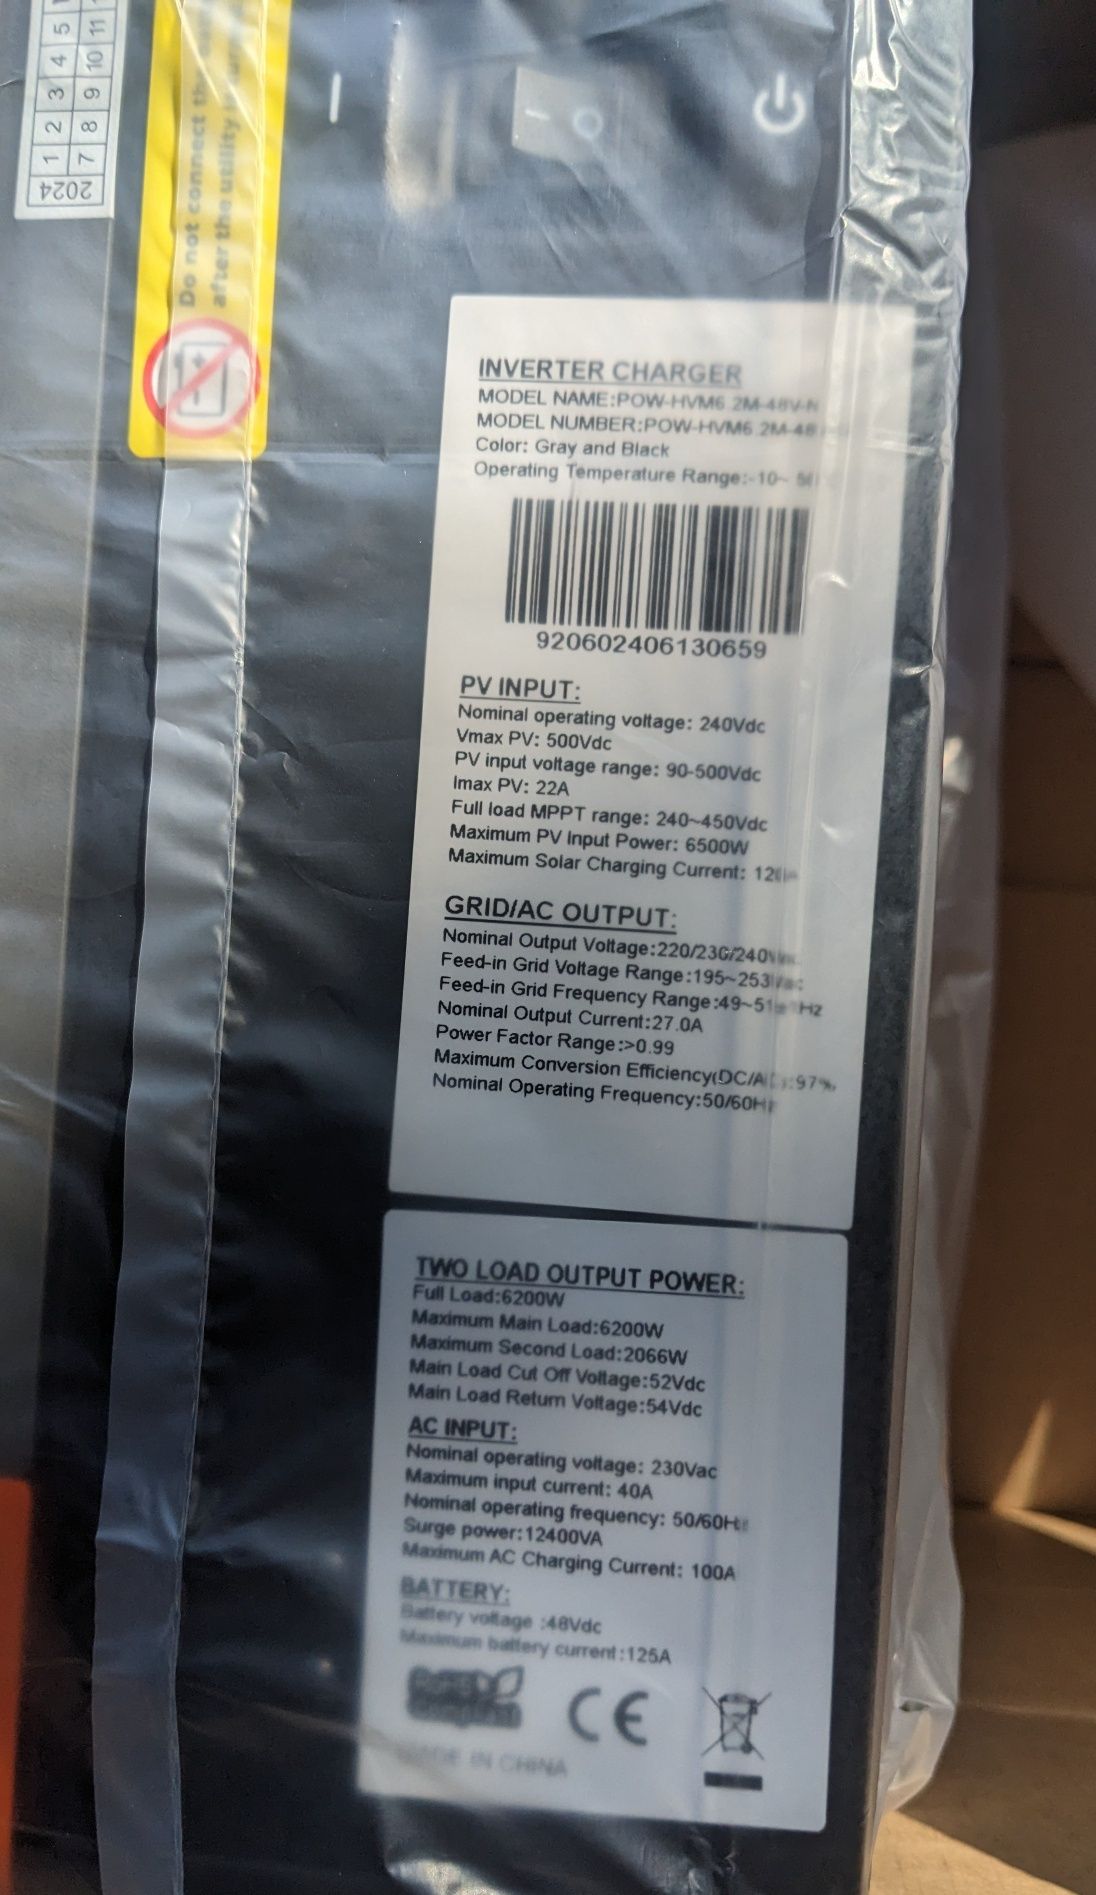 2024
1 2 3 4 5
7 8 9 10 11
Do not connect
after the utility
INVERTER CHARGER
MODEL NAME:POW-HVM6.2M-48V-N
MODEL NUMBER:POW-HVM6.2M-48
Color: Gray and Black
Operating Temperature Range:-10~
920602406130659
PV INPUT:
Nominal operating voltage: 240Vdc
Vmax PV: 500Vdc
PV input voltage range: 90-500Vdc
Imax PV: 22A
Full load MPPT range: 240~450Vdc
Maximum PV Input Power: 6500W
Maximum Solar Charging Current:
GRID/AC OUTPUT:
Nominal Output Voltage:220/230/240
Feed-in Grid Voltage Range:195~253
Feed-in Grid Frequency Range:49~51 Hz
Nominal Output Current:27.0A
Power Factor Range:>0.99
Maximum Conversion Efficiency(DC/AC):97%
Nominal Operating Frequency:50/60Hz
TWO LOAD OUTPUT POWER:
Full Load:6200W
Maximum Main Load:6200W
Maximum Second Load:2066W
Main Load Cut Off Voltage:52Vdc
Main Load Return Voltage:54Vdc
AC INPUT:
Nominal operating voltage: 230Vac
Maximum input current: 40A
Nominal operating frequency: 50/60Hz
Surge power:12400VA
Maximum AC Charging Current: 100A
BATTERY:
Battery voltage :48Vdc
Maximum battery current:125A
CE
MADE IN CHINA